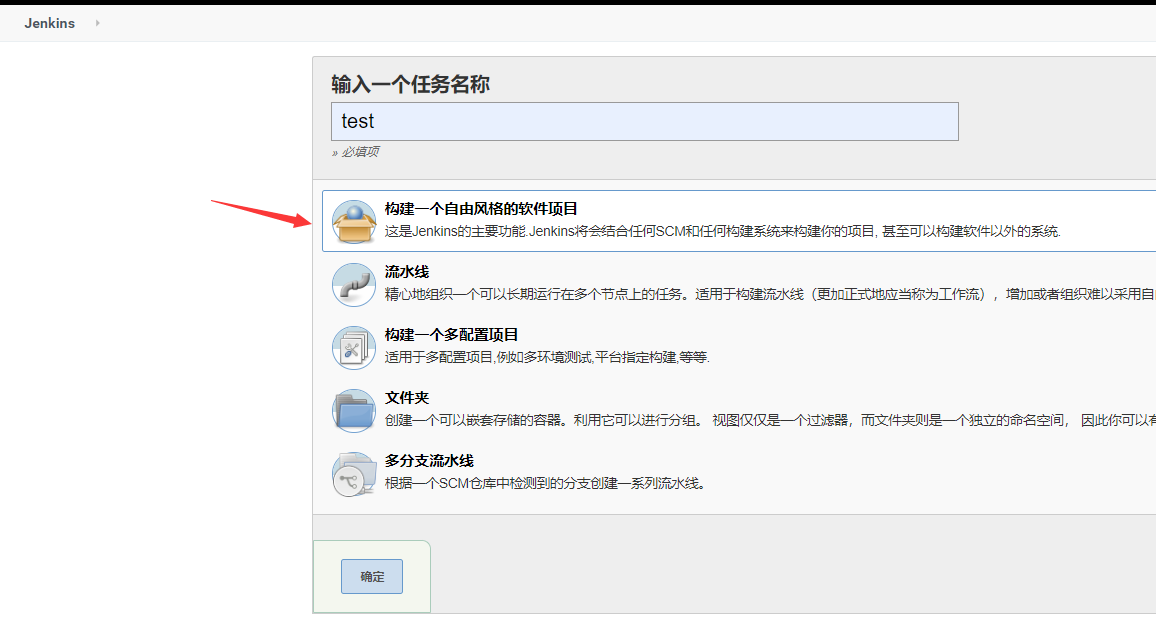 Jenkins
输入一个任务名称
test
» 必填项
构建一个自由风格的软件项目
这是Jenkins的主要功能.Jenkins将会结合任何SCM和任何构建系统来构建你的项目, 甚至可以构建软件以外的系统.
流水线
精心地组织一个可以长期运行在多个节点上的任务。适用于构建流水线（更加正式地应当称为工作流），增加或者组织难以采用自
构建一个多配置项目
适用于多配置项目,例如多环境测试,平台指定构建,等等.
文件夹
创建一个可以嵌套存储的容器。利用它可以进行分组。 视图仅仅是一个过滤器，而文件夹则是一个独立的命名空间， 因此你可以有
多分支流水线
根据一个SCM仓库中检测到的分支创建一系列流水线。
确定